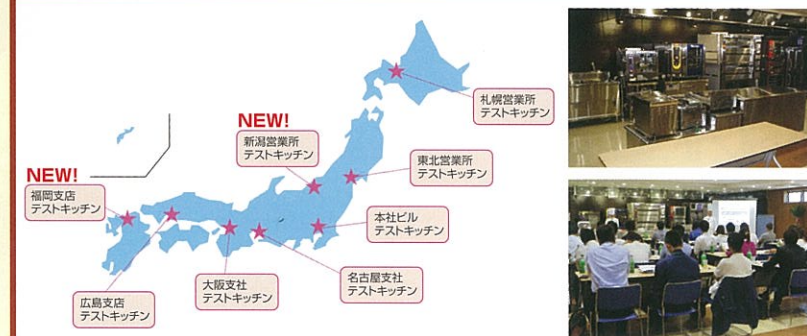 札幌営業所
テストキッチン
NEW!
新潟営業所
テストキッチン
東北営業所
テストキッチン
NEW!
福岡支店
テストキッチン
本社ビル
テストキッチン
名古屋支社
テストキッチン
大阪支社
テストキッチン
広島支店
テストキッチン